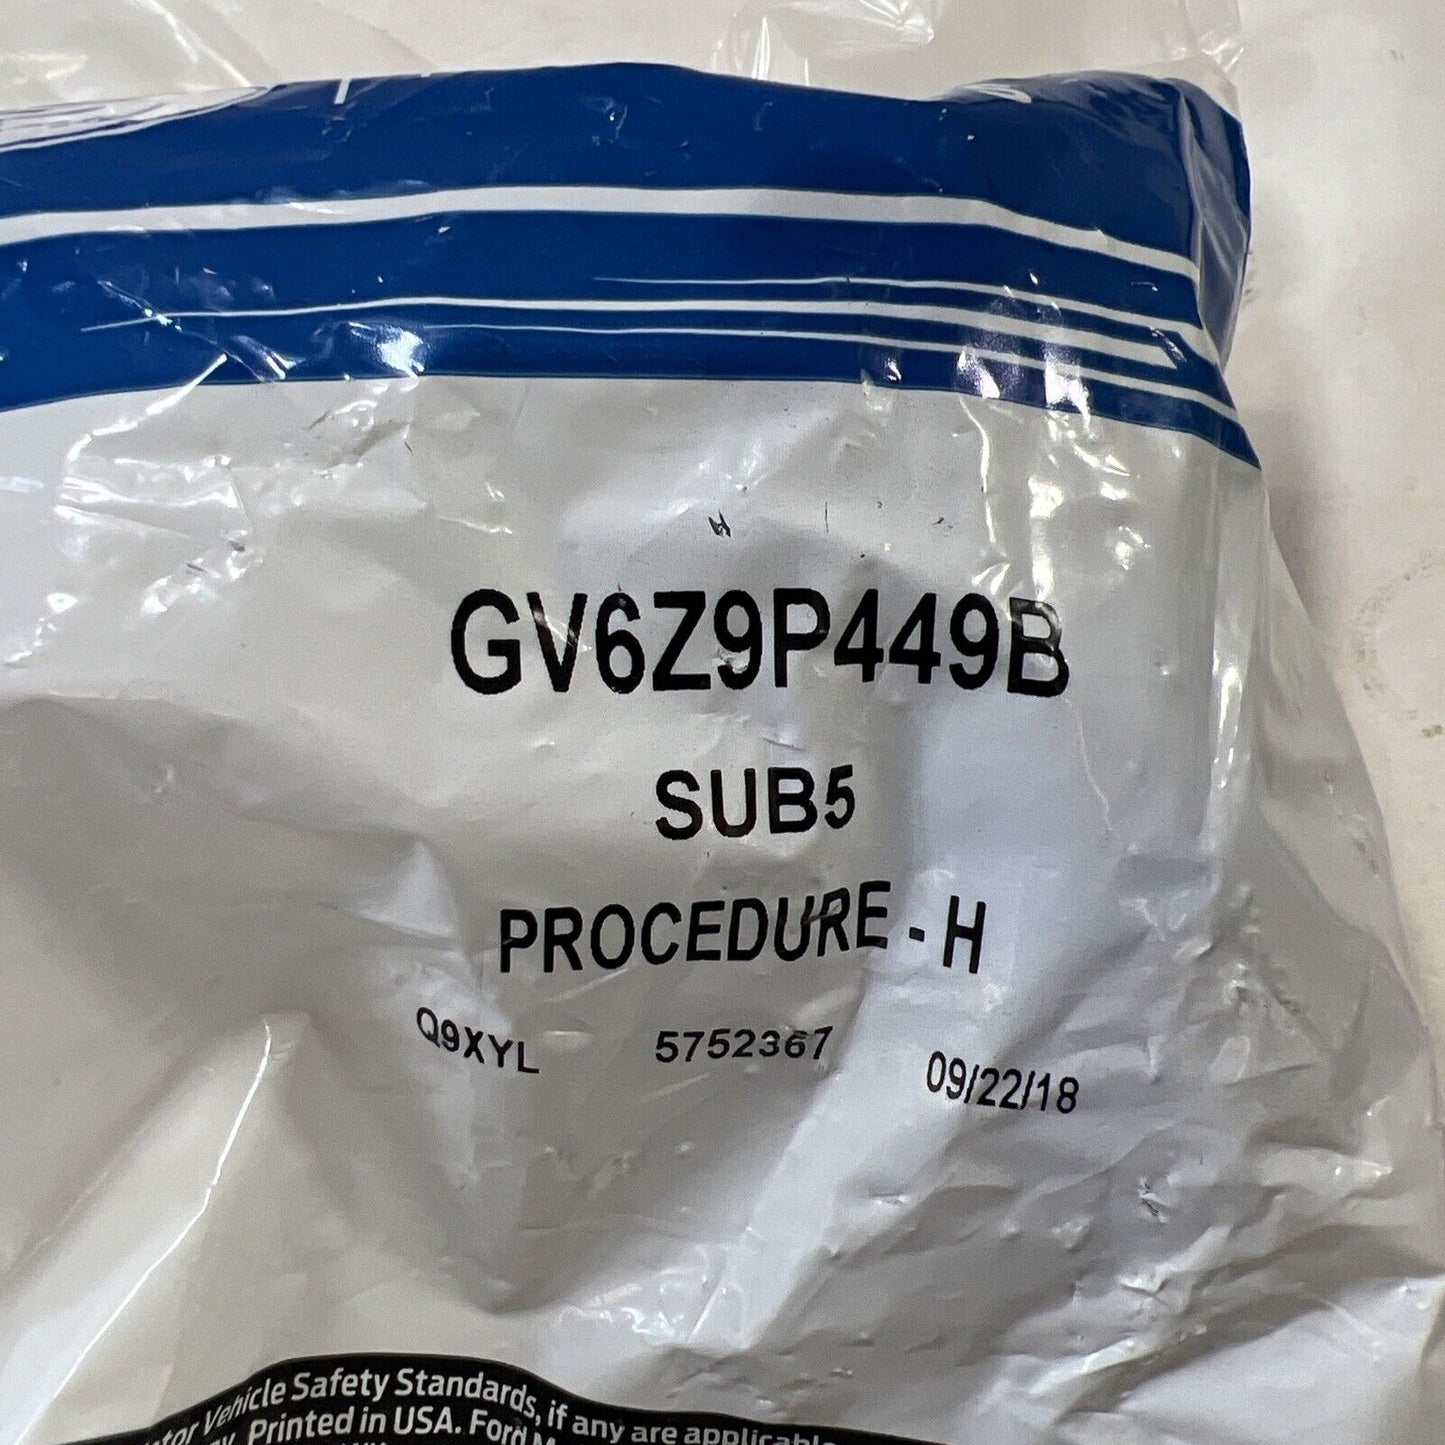 GV6Z9P449B
SUB5
PROCEDURE - H
Q9XYL 5752367 09/22/18
Vehicle Safety Standards, if any are applicable
Printed in USA. Ford